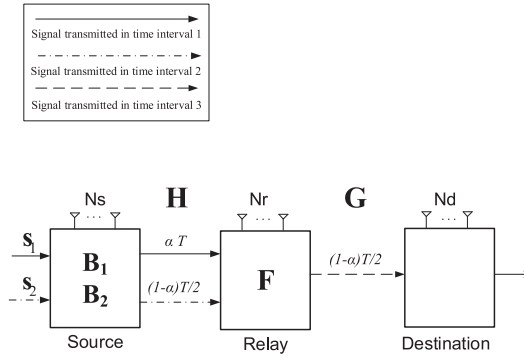 Signal transmitted in time interval 1
Signal transmitted in time interval 2
Signal transmitted in time interval 3
Ns H Nr G Nd
s1 B1 α T F (1-α)T/2
s2 B2 (1-α)T/2
Source Relay Destination